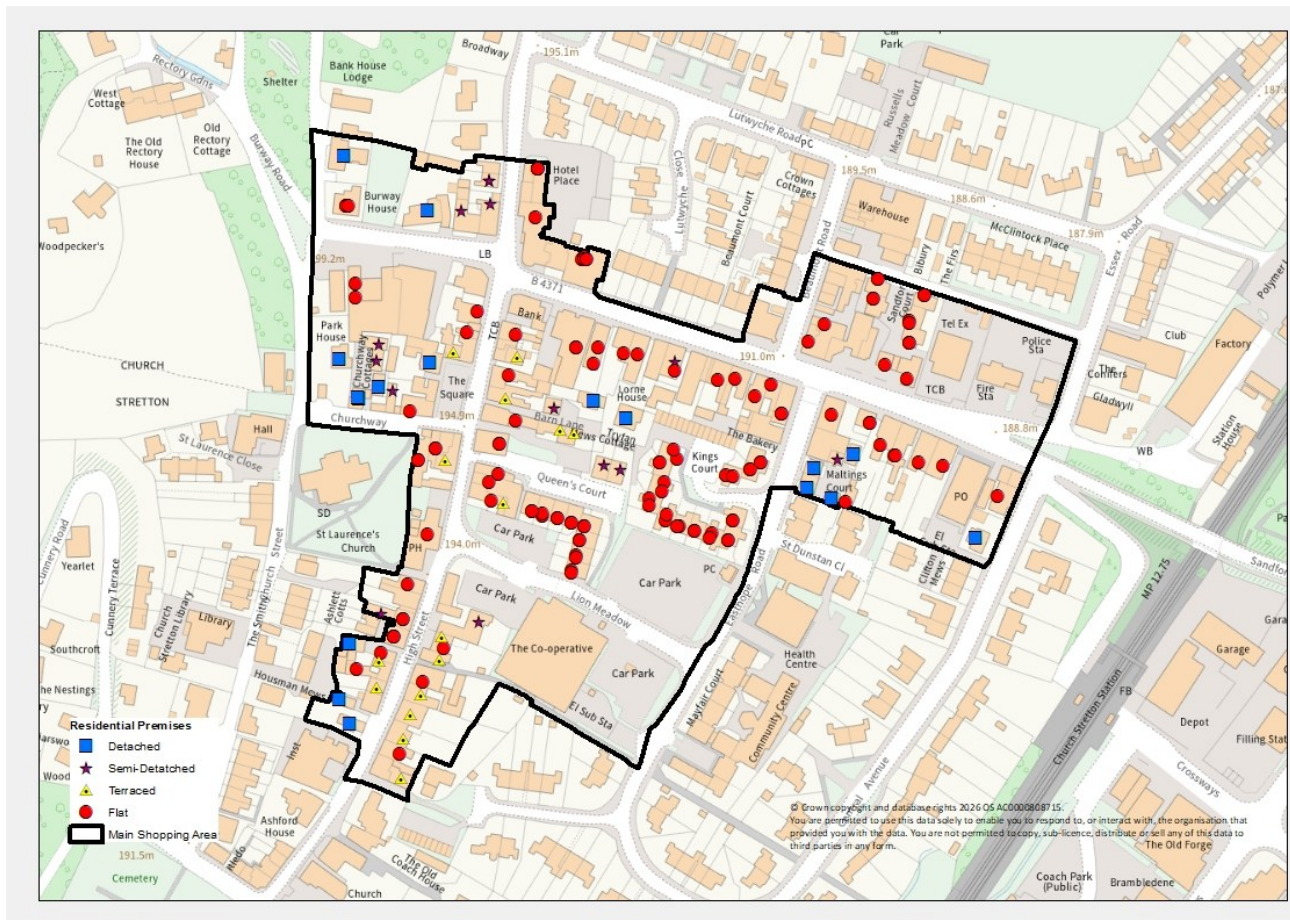 195.1m
Broadway
Car
Park
Rectory Gdns
Shelter
Bank House
Lodge
West
Cottage
The Old
Rectory
House
Old
Rectory
Cottage
Burway Road
Lutwyche Road
PC
Russells
Meadow Court
Close
Lutwyche
Crown
Cottages
Beaumont Court
189.5m
188.6m
187.9m
Hotel
Place
Burway
House
Warehouse
McClintock Place
Bibury
The Firs
Essex Road
Beaumont Road
Woodpecker's
LB
B 4371
99.2m
Bank
TCB
Sandford
Court
Tel Ex
Police
Sta
Club
Factory
Park
House
Churchway
Cottages
191.0m
The
Square
Lorne
House
TCB
Fire
Sta
The
Conifers
Gladwyll
CHURCH
STRETTON
Churchway
194.9m
Barn Lane
The Bakery
188.8m
Station
House
WB
Hall
St Laurence Close
Kings
Court
Maltings
Court
Queen's Court
PO
SD
St Laurence's
Church
PH
Car Park
194.0m
St Dunstan Cl
Clifton
Mews
Car Park
PC
Easthope Road
MP 12.75
Cunnery Road
Yearlet
Cunnery Terrace
Church Street
Ashlett
Cotts
Car Park
Lion Meadow
High Street
Church
Stretton Library
Library
The Smithy
The Co-operative
Health
Centre
Garage
Southcroft
Car Park
El Sub Sta
Mayfair Court
Community Centre
Church Stretton Station
FB
Depot
Filling Stat
Housman Mews
Inst
Crossways
Residential Premises
Detached
Semi-Detatched
Terraced
Flat
Main Shopping Area
© Crown copyright and database rights 2026 OS AC0000808715.
You are permitted to use this data solely to enable you to respond to, or interact with, the organisation that
provided you with the data. You are not permitted to copy, sub-licence, distribute or sell any of this data to
third parties in any form.
The Old Forge
Ashford
House
191.5m
Cemetery
The Old
Coach House
Church
Coach Park
(Public)
Brambledene